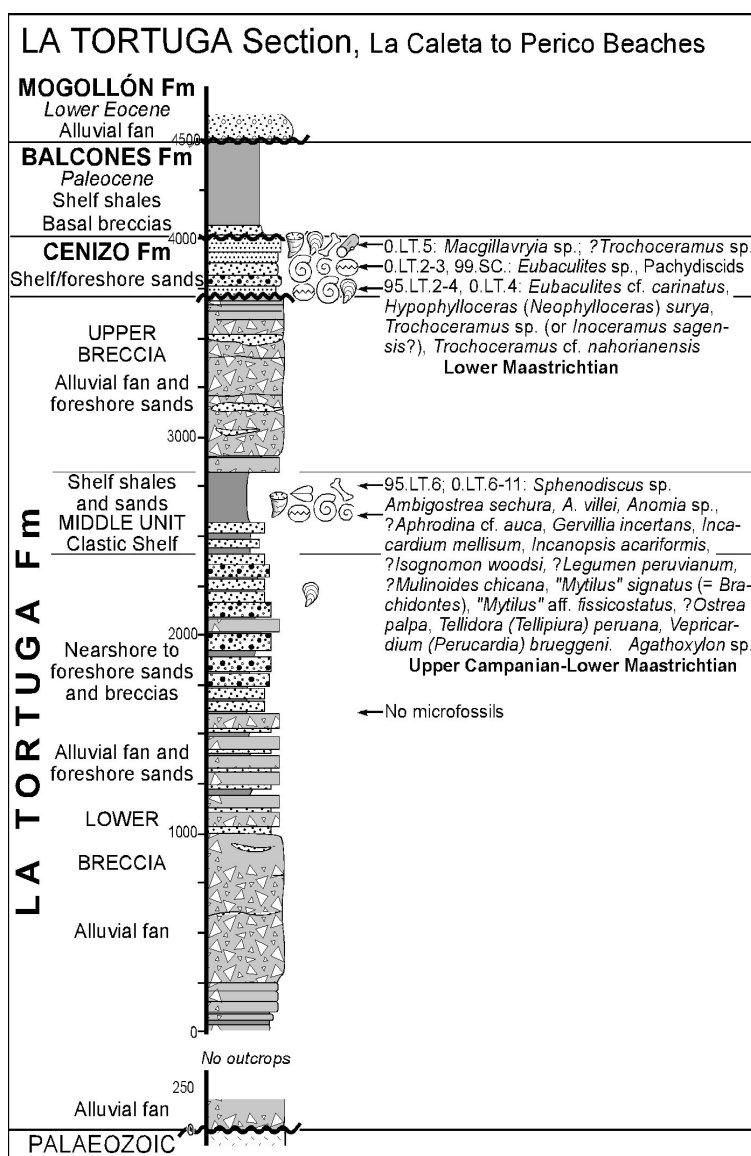 LA TORTUGA Section, La Caleta to Perico Beaches
MOGOLLÓN Fm
Lower Eocene
Alluvial fan
4500
BALCONES Fm
Paleocene
Shelf shales
Basal breccias
4000
CENIZO Fm
Shelf/foreshore sands
0.LT.5: Macgillavryia sp.; ?Trochoceramus sp.
0.LT.2-3, 99.SC.: Eubaculites sp., Pachydiscids
95.LT.2-4, 0.LT.4: Eubaculites cf. carinatus,
Hypophylloceras (Neophylloceras) surya,
Trochoceramus sp. (or Inoceramus sagen-
sis?), Trochoceramus cf. nahorianensis
Lower Maastrichtian
UPPER
BRECCIA
Alluvial fan and
foreshore sands
3000
Shelf shales
and sands
MIDDLE UNIT
Clastic Shelf
95.LT.6; 0.LT.6-11: Sphenodiscus sp.
Ambigostrea sechura, A. villei, Anomia sp.,
?Aphrodina cf. auca, Gervillia incertans, Inca-
cardium mellisum, Incanopsis acariformis,
?Isognomon woodsi, ?Legumen peruvianum,
?Mulinoides chicana, "Mytilus" signatus (= Bra-
chidontes), "Mytilus" aff. fissicostatus, ?Ostrea
palpa, Tellidora (Tellipiura) peruana, Vepricar-
dium (Perucardia) brueggeni. Agathoxylon sp.
Upper Campanian-Lower Maastrichtian
2000
Nearshore to
foreshore sands
and breccias
No microfossils
Alluvial fan and
foreshore sands
LOWER
1000
BRECCIA
Alluvial fan
0
LA TORTUGA Fm
No outcrops
250
Alluvial fan
0
PALAEOZOIC